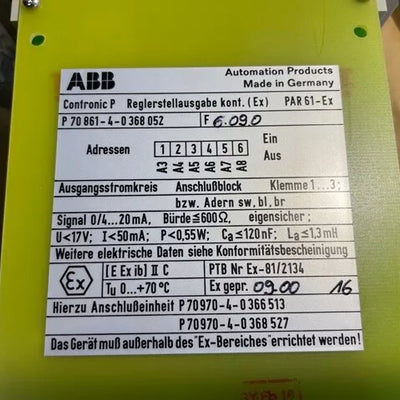 ABB
Automation Products
Made in Germany
Contronic P Reglerstellausgabe kont. (Ex) PAR 61-Ex
P 70 861-4-0 368 052 F 6.09.0
Adressen 1 2 3 4 5 6 Ein
A3 A4 A5 A6 A7 A8 Aus
Ausgangsstromkreis Anschlußblock Klemme 1...3;
bzw. Adern sw, bl, br
Signal 0/4...20mA, Bürde≦600Ω, eigensicher;
U<17V; I<50mA; P<0,55W; Ca≦120nF; La≦1,3mH
Weitere elektrische Daten siehe Konformitätsbescheinigung
Ex [E Ex ib] II C PTB Nr Ex-81/2134
Tu 0...+70°C Ex gepr. 09.00 16
Hierzu Anschlußeinheit P 70970-4-0 366 513
P 70970-4-0 368 527
Das Gerät muß außerhalb des "Ex-Bereiches" errichtet werden!